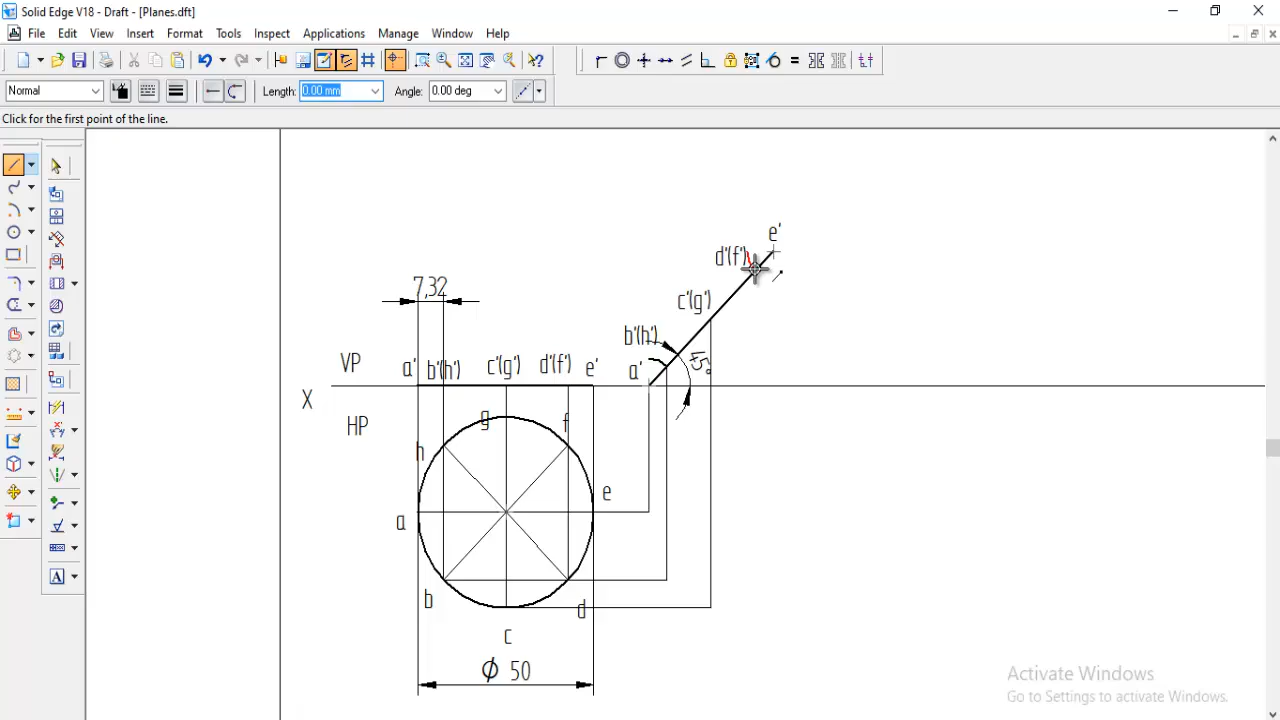 Solid Edge V18 - Draft - [Planes.dft]
File Edit View Insert Format Tools Inspect Applications Manage Window Help
Normal Length: 0.00 mm Angle: 0.00 deg
Click for the first point of the line.
e'
d'(f')
7,32
c'(g')
b'(h')
VP a' b'(h') c'(g') d'(f') e' a' 45°
X
HP g f
h
e
a
b d
c
ϕ 50
A
Activate Windows
Go to Settings to activate Windows.